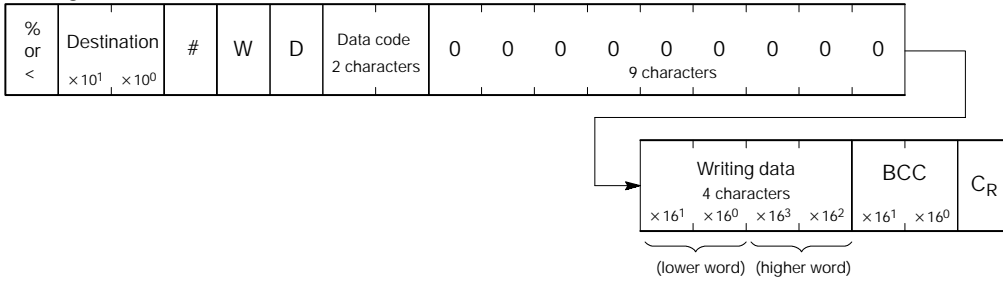 % or < Destination ×10¹ ×10⁰ # W D Data code 2 characters 0 0 0 0 0 0 0 0 0 9 characters
Writing data 4 characters ×16¹ ×16⁰ ×16³ ×16² BCC ×16¹ ×16⁰ CR
(lower word) (higher word)